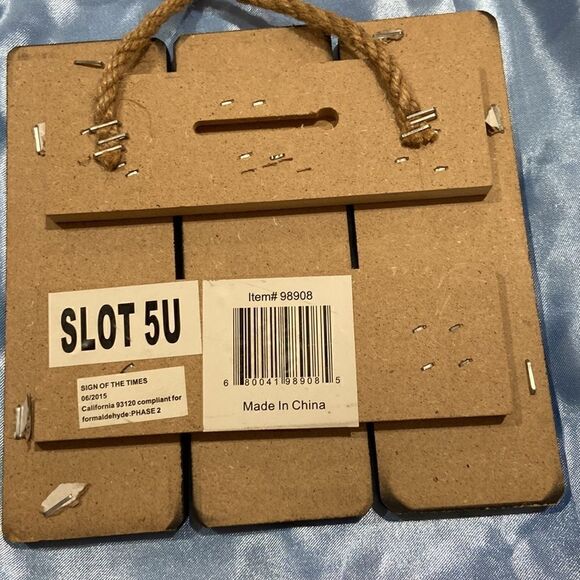 SLOT 5U
SIGN OF THE TIMES
06/2015
California 93120 compliant for
formaldehyde:PHASE 2
Item# 98908
6 80041 98908 5
Made In China